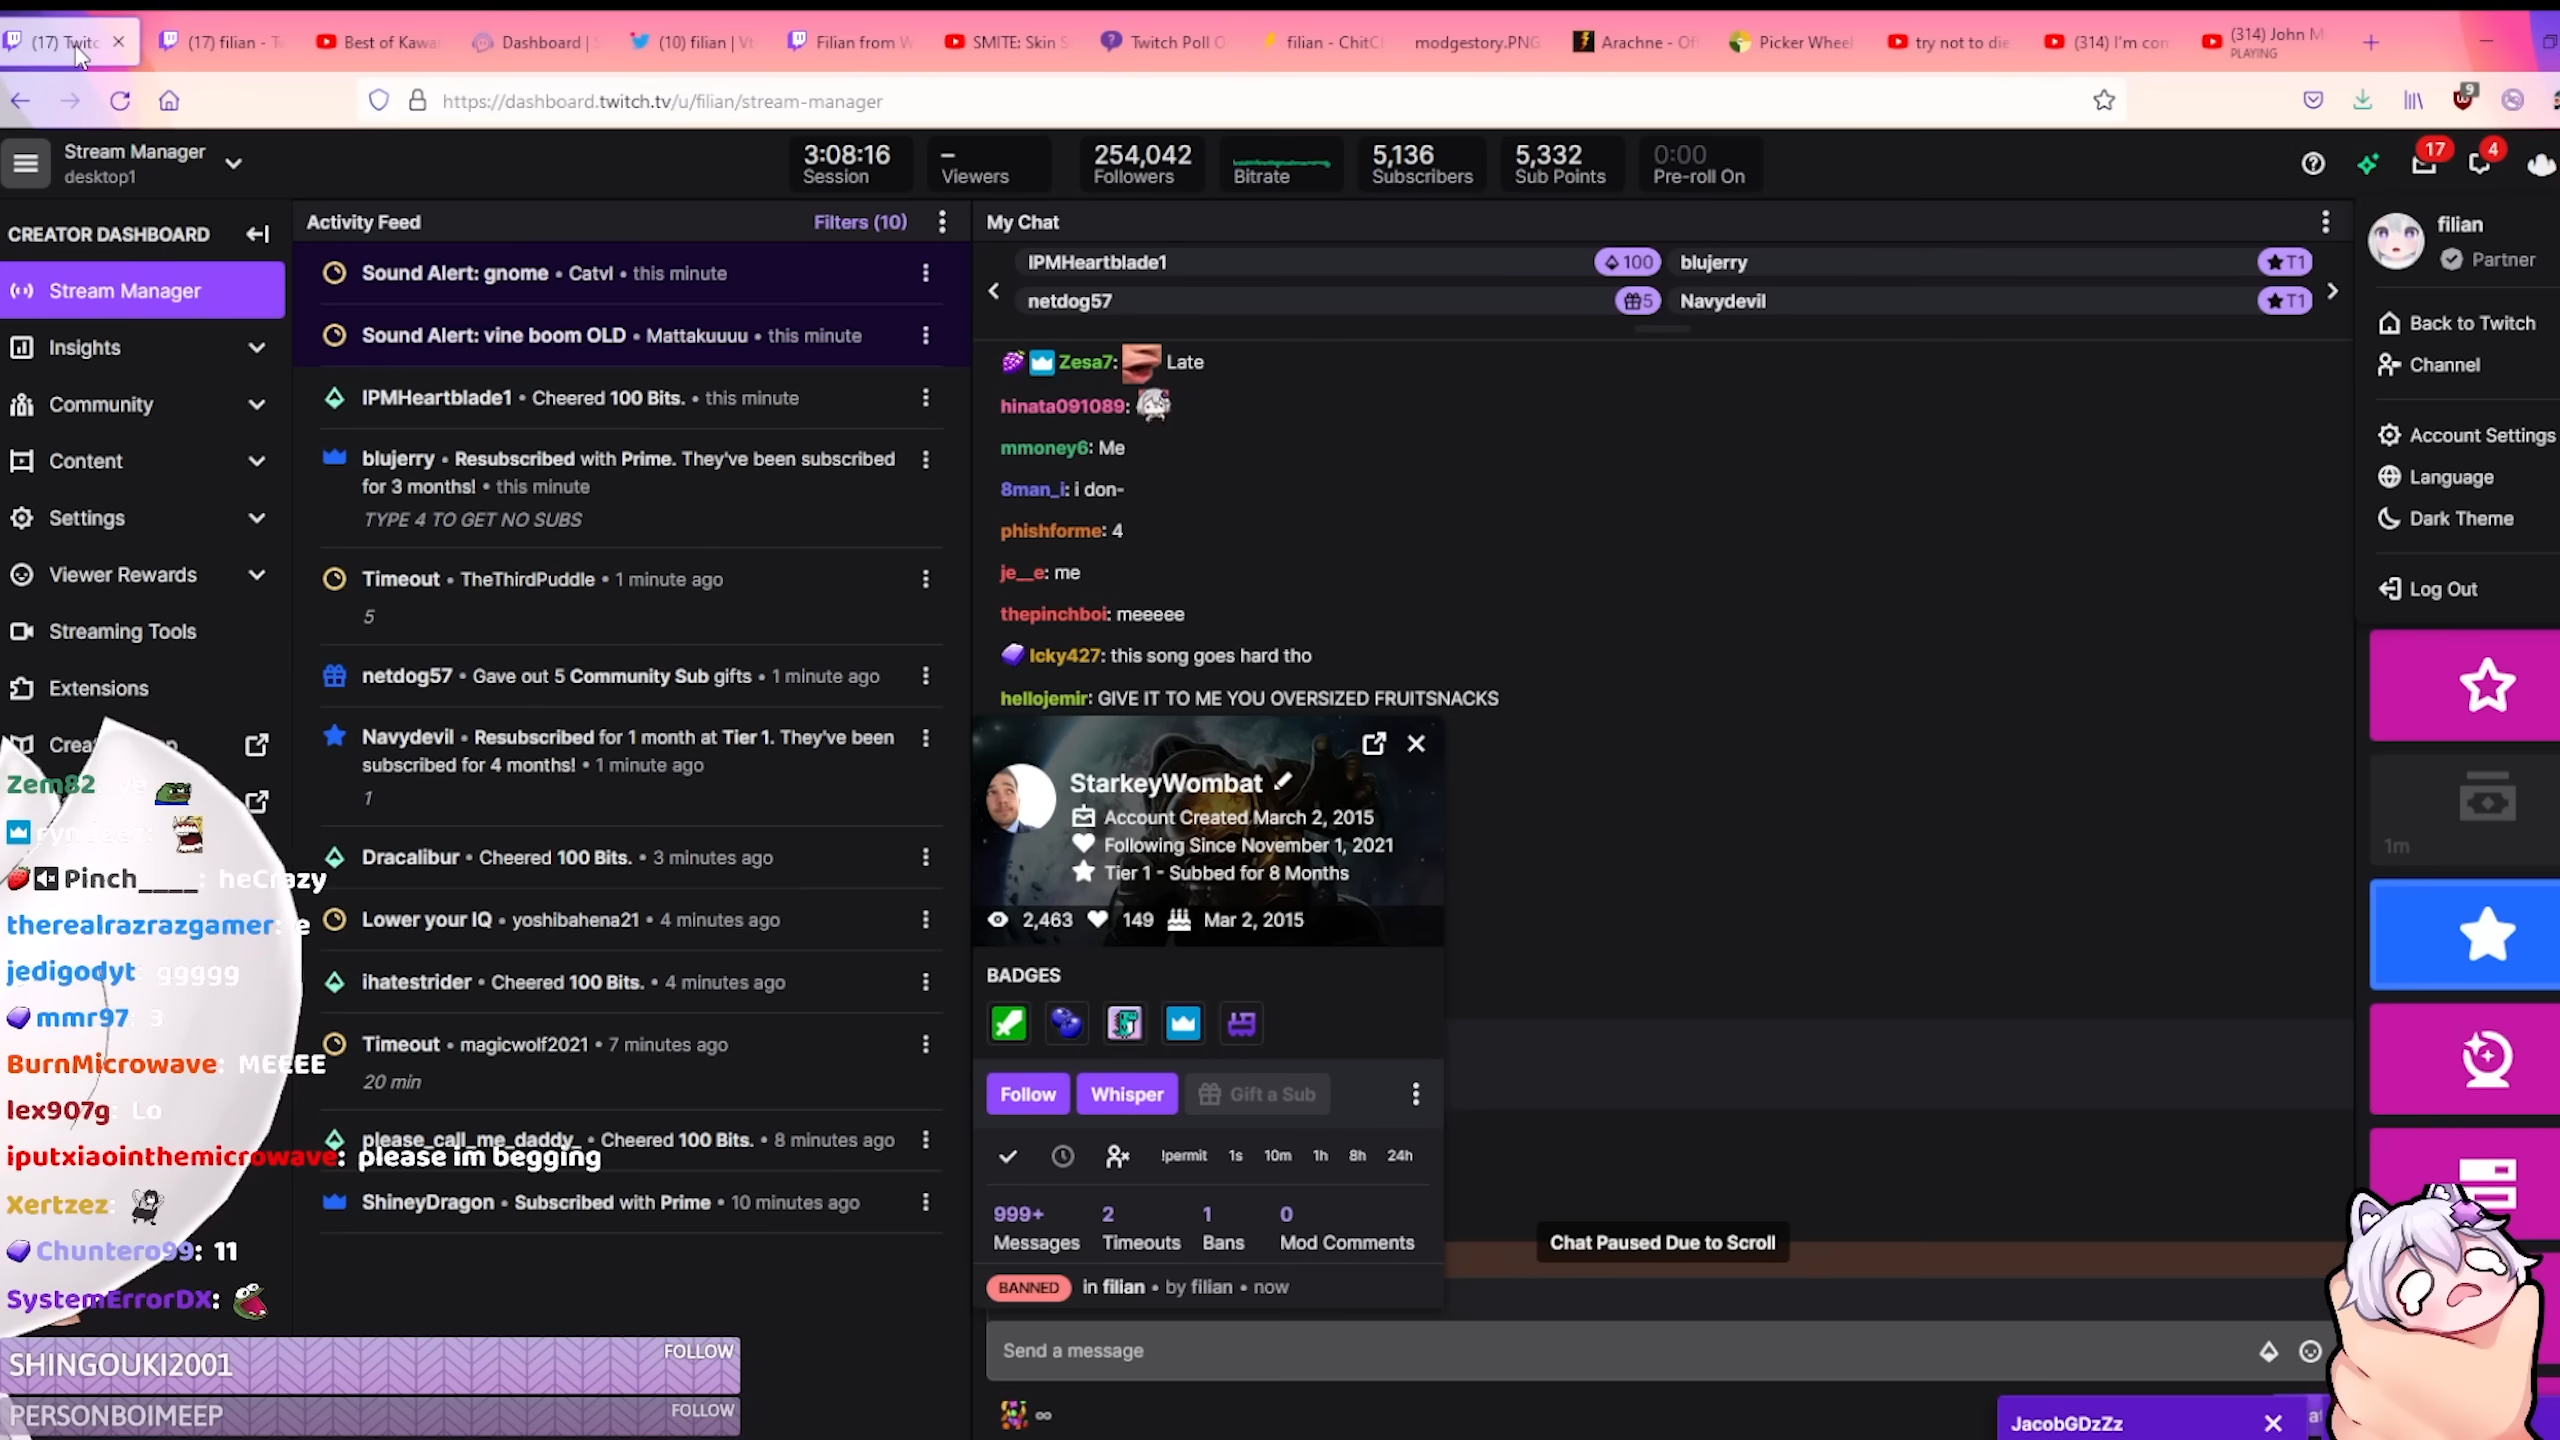 (17) Twitc
(17) filian - T
Best of Kawai
Dashboard |
(10) filian | Vt
Filian from W
SMITE: Skin S
Twitch Poll O
filian - ChitCl
modgestory.PNG
Arachne - Of
Picker Wheel
try not to die
(314) I'm con
(314) John M
PLAYING
https://dashboard.twitch.tv/u/filian/stream-manager
9
Stream Manager
desktop1
3:08:16
Session
–
Viewers
254,042
Followers
Bitrate
5,136
Subscribers
5,332
Sub Points
0:00
Pre-roll On
17
4
CREATOR DASHBOARD
Stream Manager
Insights
Community
Content
Settings
Viewer Rewards
Streaming Tools
Extensions
Activity Feed
Filters (10)
Sound Alert: gnome • Catvl • this minute
Sound Alert: vine boom OLD • Mattakuuuu • this minute
IPMHeartblade1 • Cheered 100 Bits. • this minute
blujerry • Resubscribed with Prime. They've been subscribed
for 3 months! • this minute
TYPE 4 TO GET NO SUBS
Timeout • TheThirdPuddle • 1 minute ago
5
netdog57 • Gave out 5 Community Sub gifts • 1 minute ago
Navydevil • Resubscribed for 1 month at Tier 1. They've been
subscribed for 4 months! • 1 minute ago
1
Dracalibur • Cheered 100 Bits. • 3 minutes ago
Lower your IQ • yoshibahena21 • 4 minutes ago
ihatestrider • Cheered 100 Bits. • 4 minutes ago
Timeout • magicwolf2021 • 7 minutes ago
20 min
please_call_me_daddy_ • Cheered 100 Bits. • 8 minutes ago
ShineyDragon • Subscribed with Prime • 10 minutes ago
Zem82
Pinch____: heCrazy
therealrazrazgamer: e
jedigodyt: ggggg
mmr97: 3
BurnMicrowave: MEEEE
lex907g: Lo
iputxiaointhemicrowave: please im begging
Xertzez:
Chuntero99: 11
SystemErrorDX:
SHINGOUKI2001
FOLLOW
PERSONBOIMEEP
FOLLOW
My Chat
IPMHeartblade1
100
blujerry
T1
netdog57
5
Navydevil
T1
Zesa7: Late
hinata091089:
mmoney6: Me
8man_i: i don-
phishforme: 4
je__e: me
thepinchboi: meeeee
Icky427: this song goes hard tho
hellojemir: GIVE IT TO ME YOU OVERSIZED FRUITSNACKS
StarkeyWombat
Account Created March 2, 2015
Following Since November 1, 2021
Tier 1 - Subbed for 8 Months
2,463
149
Mar 2, 2015
BADGES
Follow
Whisper
Gift a Sub
!permit
1s
10m
1h
8h
24h
999+
Messages
2
Timeouts
1
Bans
0
Mod Comments
BANNED
in filian • by filian • now
Chat Paused Due to Scroll
Send a message
∞
JacobGDzZz
filian
Partner
Back to Twitch
Channel
Account Settings
Language
Dark Theme
Log Out
1m